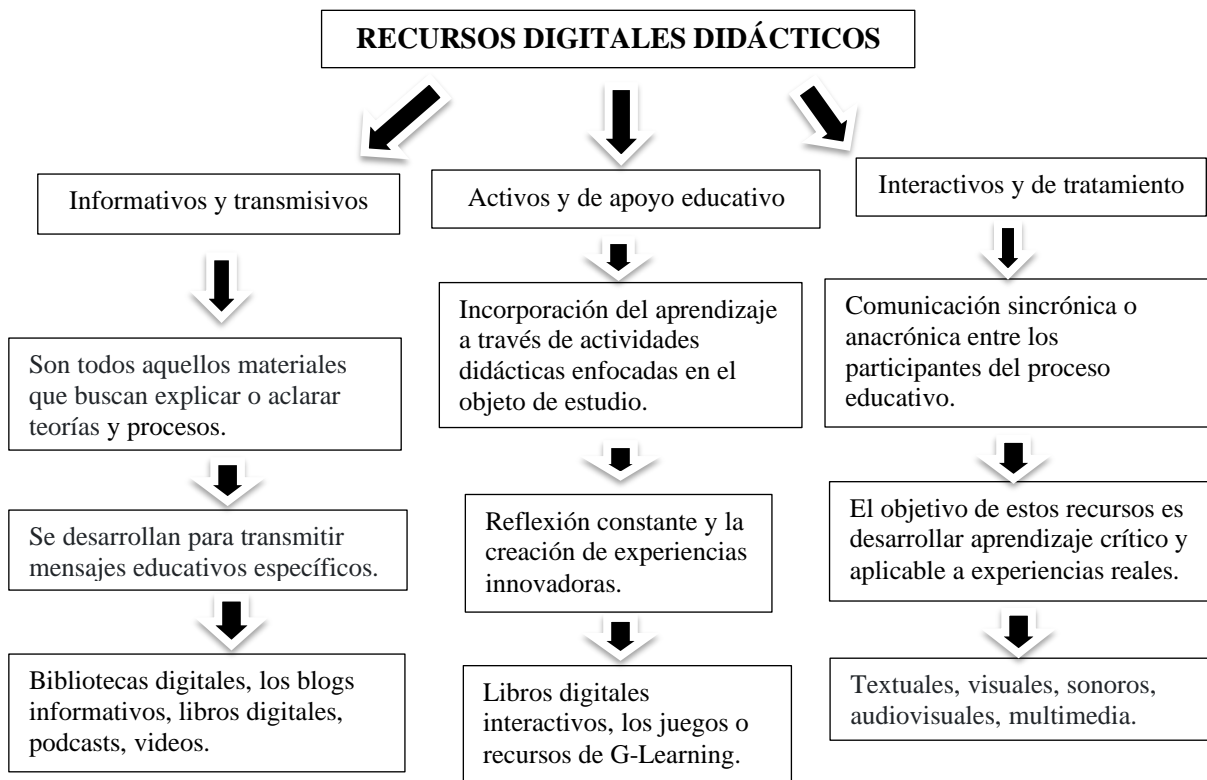 RECURSOS DIGITALES DIDÁCTICOS
Informativos y transmisivos
Son todos aquellos materiales
que buscan explicar o aclarar
teorías y procesos.
Se desarrollan para transmitir
mensajes educativos específicos.
Bibliotecas digitales, los blogs
informativos, libros digitales,
podcasts, videos.
Activos y de apoyo educativo
Incorporación del aprendizaje
a través de actividades
didácticas enfocadas en el
objeto de estudio.
Reflexión constante y la
creación de experiencias
innovadoras.
Libros digitales
interactivos, los juegos o
recursos de G-Learning.
Interactivos y de tratamiento
Comunicación sincrónica o
anacrónica entre los
participantes del proceso
educativo.
El objetivo de estos recursos es
desarrollar aprendizaje crítico y
aplicable a experiencias reales.
Textuales, visuales, sonoros,
audiovisuales, multimedia.